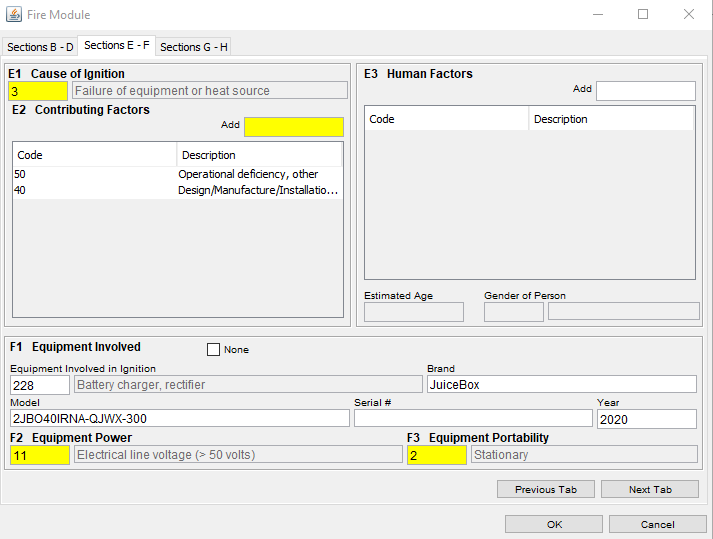 Fire Module
Sections B - D Sections E - F Sections G - H
E1 Cause of Ignition
3 Failure of equipment or heat source
E2 Contributing Factors
Add
Code Description
50 Operational deficiency, other
40 Design/Manufacture/Installatio...
E3 Human Factors
Add
Code Description
Estimated Age Gender of Person
F1 Equipment Involved None
Equipment Involved in Ignition Brand
228 Battery charger, rectifier JuiceBox
Model Serial # Year
2JBO40IRNA-QJWX-300 2020
F2 Equipment Power F3 Equipment Portability
11 Electrical line voltage (> 50 volts) 2 Stationary
Previous Tab Next Tab
OK Cancel